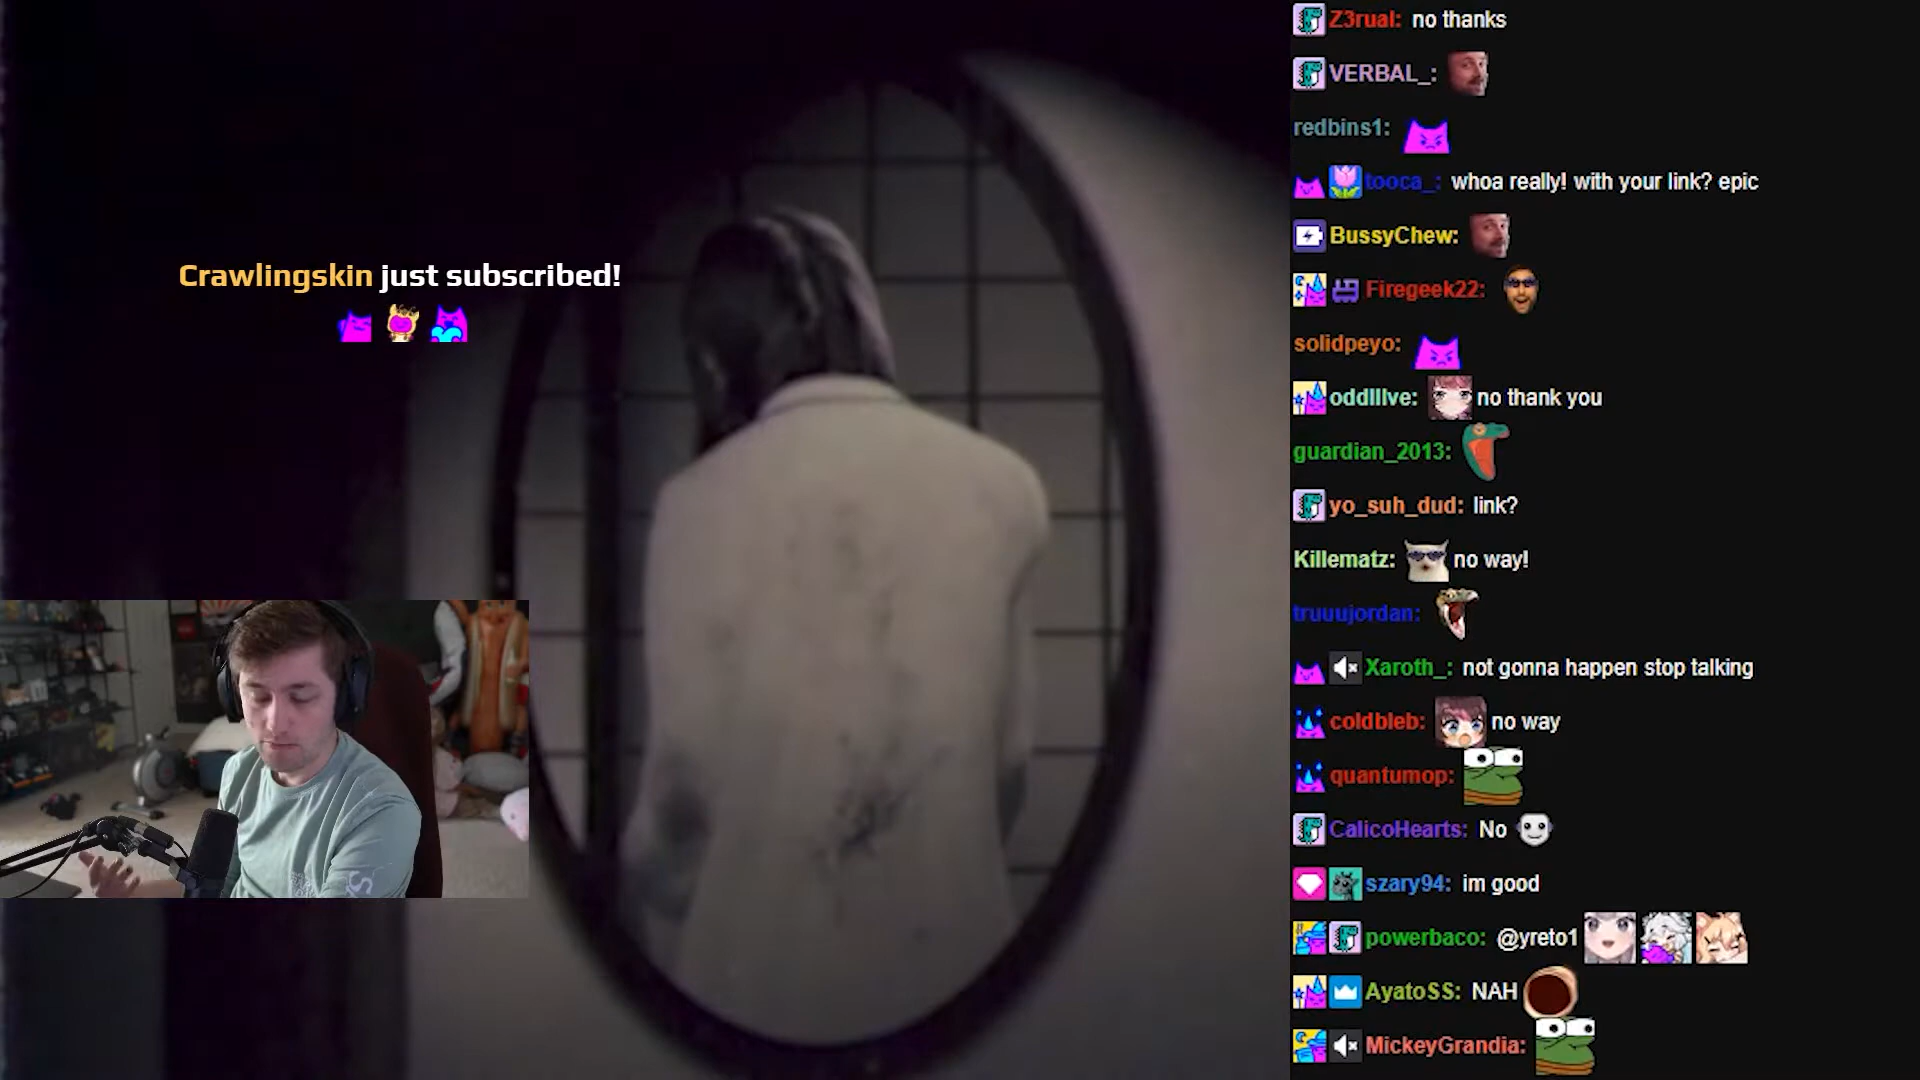 Crawlingskin just subscribed!
Z3rual: no thanks
VERBAL_:
redbins1:
tooca_: whoa really! with your link? epic
BussyChew:
Firegeek22:
solidpeyo:
oddlllve: no thank you
guardian_2013:
yo_suh_dud: link?
Killematz: no way!
truuujordan:
Xaroth_: not gonna happen stop talking
coldbleb: no way
quantumop:
CalicoHearts: No
szary94: im good
powerbaco: @yreto1
AyatoSS: NAH
MickeyGrandia: